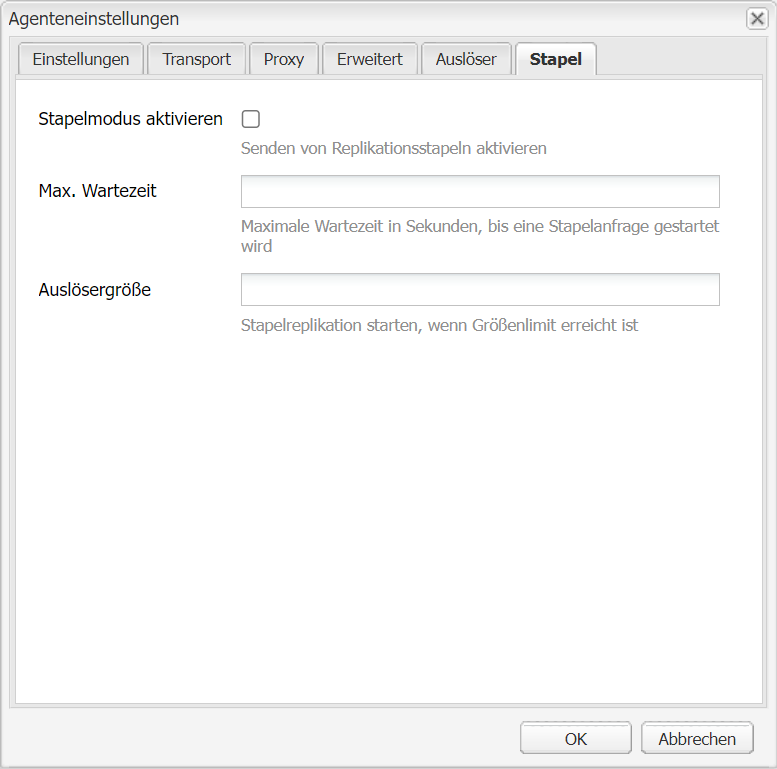 Agenteneinstellungen
Einstellungen Transport Proxy Erweitert Auslöser Stapel
Stapelmodus aktivieren
Senden von Replikationsstapeln aktivieren
Max. Wartezeit
Maximale Wartezeit in Sekunden, bis eine Stapelanfrage gestartet
wird
Auslösergröße
Stapelreplikation starten, wenn Größenlimit erreicht ist
OK Abbrechen